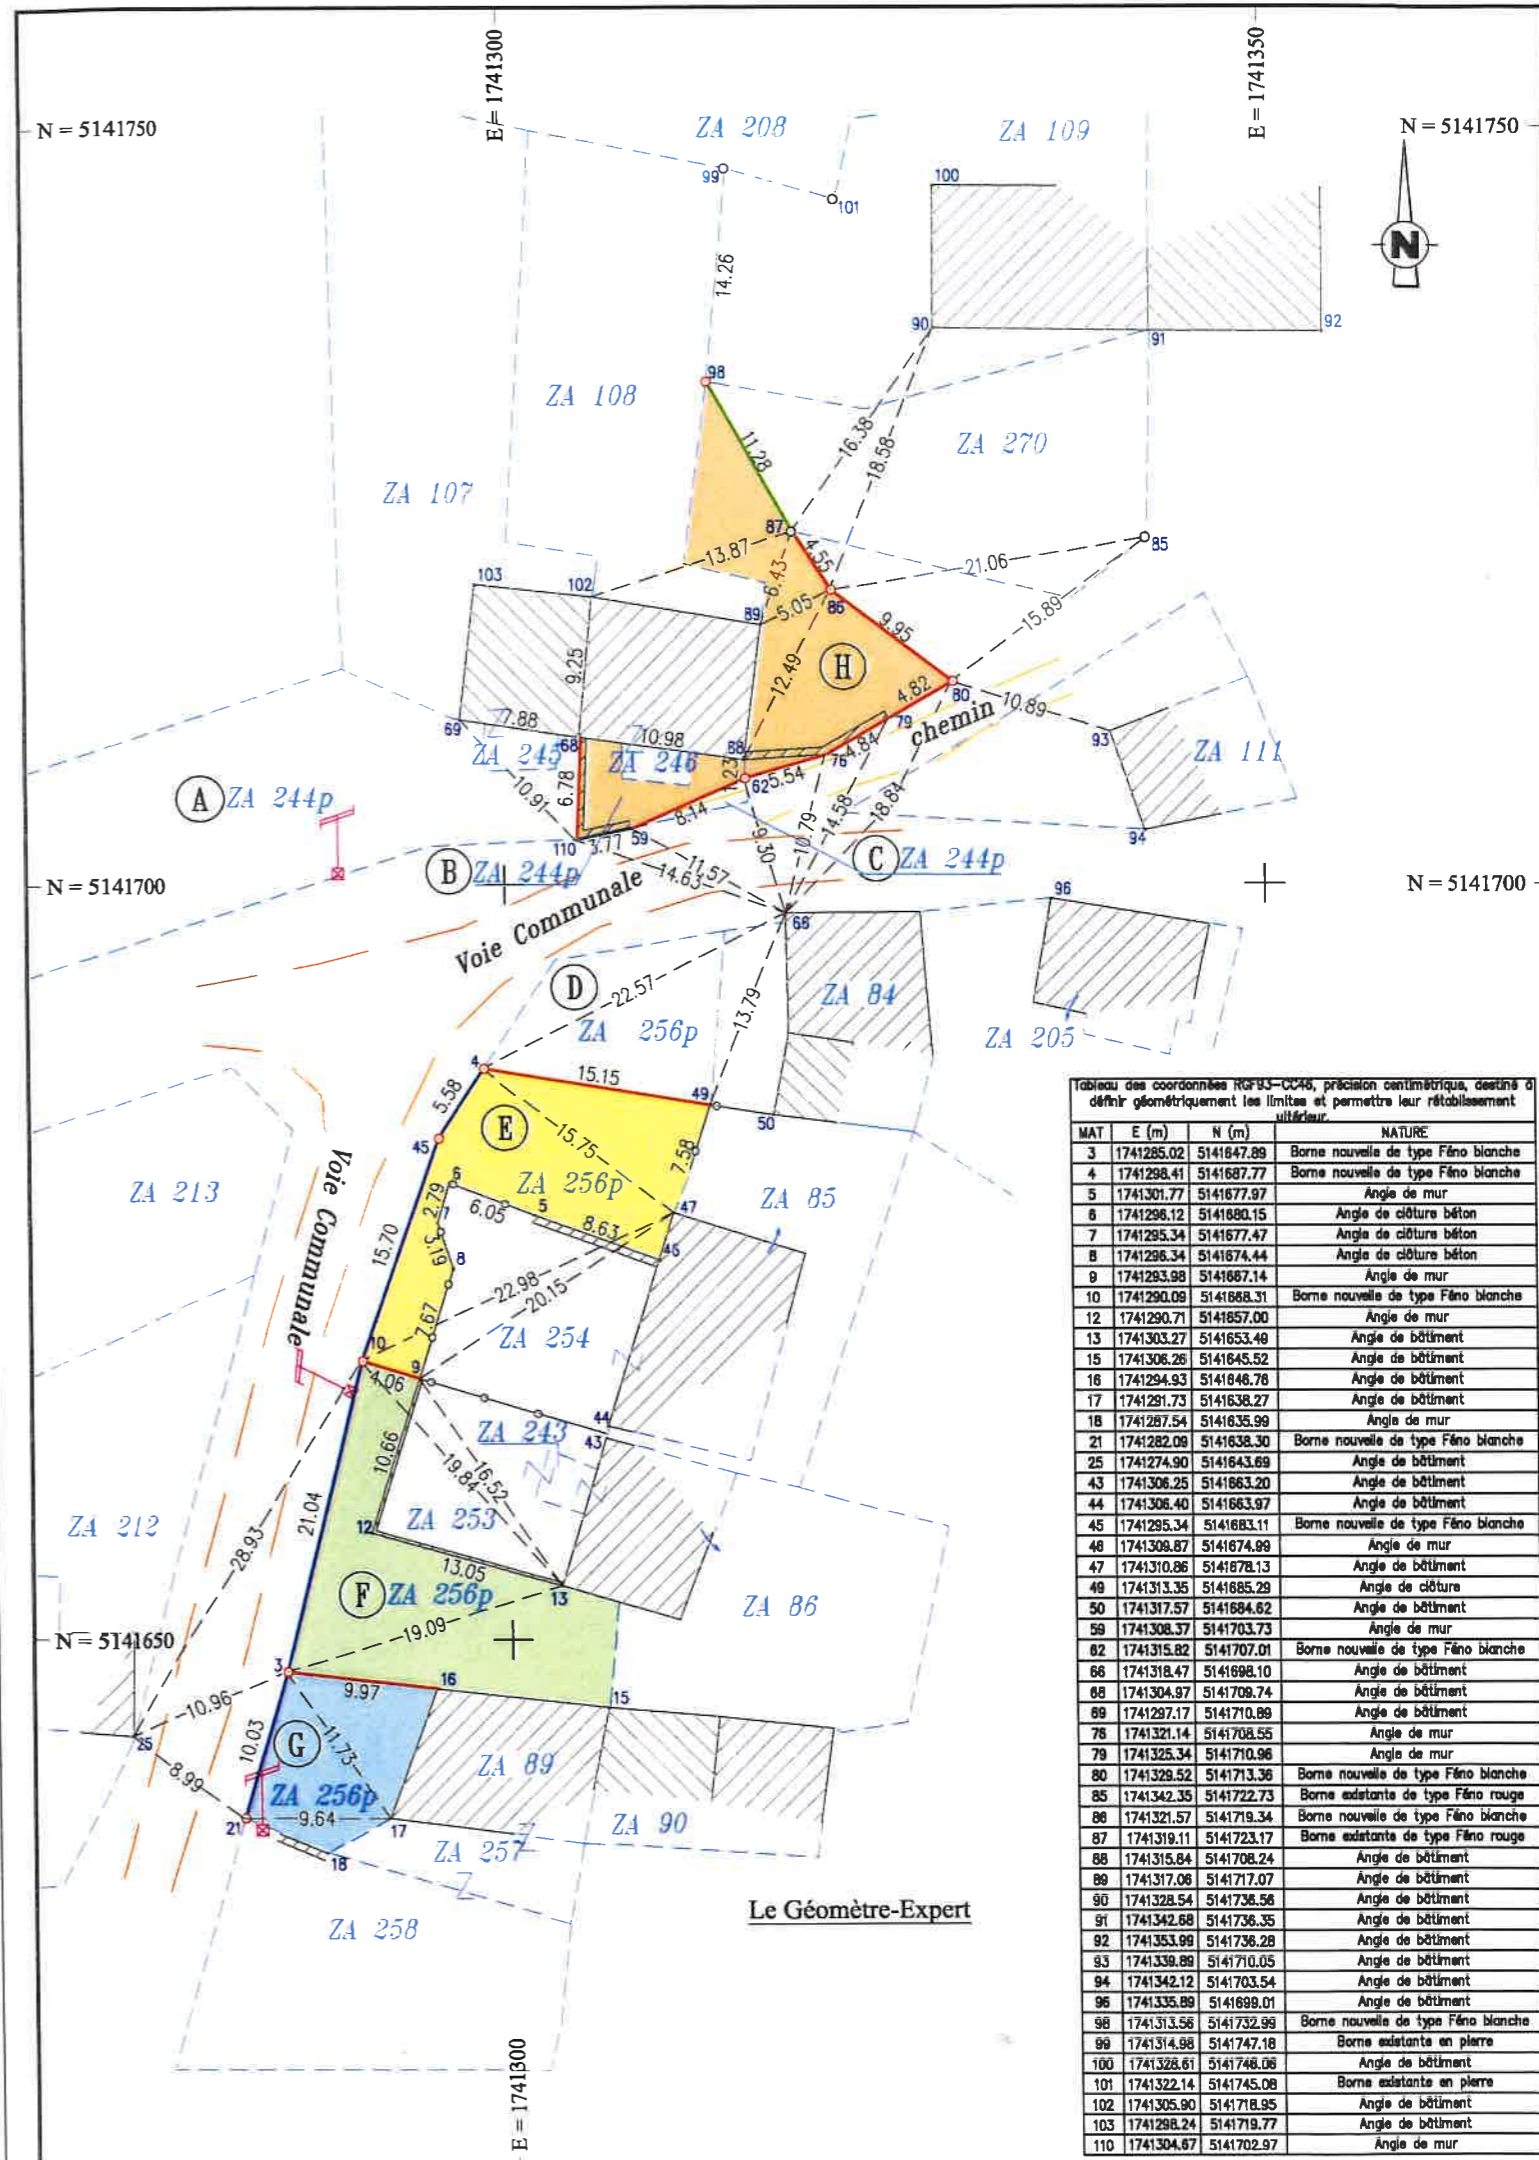 E = 1741300
E = 1741350
N = 5141750
N = 5141750
ZA 208
ZA 109
99
101
100
N
14.26
90
91
92
98
ZA 108
11.28
16.38
18.58
ZA 270
ZA 107
87
13.87
4.55
21.06
85
103
102
6.43
5.05
86
89
9.95
15.89
9.25
12.49
H
4.82
80
10.89
69
7.88
68
10.98
88
79
chemin
93
ZA 111
ZA 245
ZA 246
1.23
76
4.84
A
ZA 244p
10.91
6.78
62
5.54
8.14
94
110
3.77
59
9.30
10.79
14.58
18.84
B
ZA 244p
11.57
14.63
C
ZA 244p
N = 5141700
N = 5141700
Voie Communale
66
96
D
22.57
ZA 256p
13.79
ZA 84
ZA 205
4
15.15
49
5.58
50
45
E
15.75
7.58
ZA 213
Voie Communale
6
2.79
6.05
5
ZA 256p
47
ZA 85
7
3.19
8
8.63
46
15.70
22.98
20.15
7.67
ZA 254
10
9
4.06
44
43
ZA 243
10.66
16.52
19.84
21.04
ZA 212
12
ZA 253
28.93
13.05
13
F
ZA 256p
ZA 86
19.09
N = 5141650
3
9.97
16
15
10.96
25
10.03
G
11.73
8.99
ZA 256p
ZA 89
21
9.64
17
ZA 90
18
ZA 257
ZA 258
Le Géomètre-Expert
E = 1741300
Tableau des coordonnées RGF93-CC46, précision centimétrique, destiné à
définir géométriquement les limites et permettre leur rétablissement
ultérieur.
MAT E (m) N (m) NATURE
3 1741285.02 5141647.89 Borne nouvelle de type Féno blanche
4 1741298.41 5141687.77 Borne nouvelle de type Féno blanche
5 1741301.77 5141677.97 Angle de mur
6 1741296.12 5141680.15 Angle de clôture béton
7 1741295.34 5141677.47 Angle de clôture béton
8 1741296.34 5141674.44 Angle de clôture béton
9 1741293.98 5141667.14 Angle de mur
10 1741290.09 5141668.31 Borne nouvelle de type Féno blanche
12 1741290.71 5141657.00 Angle de mur
13 1741303.27 5141653.49 Angle de bâtiment
15 1741306.26 5141645.52 Angle de bâtiment
16 1741294.93 5141646.76 Angle de bâtiment
17 1741291.73 5141638.27 Angle de bâtiment
18 1741287.54 5141635.99 Angle de mur
21 1741282.09 5141638.30 Borne nouvelle de type Féno blanche
25 1741274.90 5141643.69 Angle de bâtiment
43 1741306.25 5141663.20 Angle de bâtiment
44 1741306.40 5141663.97 Angle de bâtiment
45 1741295.34 5141683.11 Borne nouvelle de type Féno blanche
46 1741309.87 5141674.99 Angle de mur
47 1741310.86 5141678.13 Angle de bâtiment
49 1741313.35 5141685.29 Angle de clôture
50 1741317.57 5141684.62 Angle de bâtiment
59 1741308.37 5141703.73 Angle de mur
62 1741315.82 5141707.01 Borne nouvelle de type Féno blanche
66 1741318.47 5141698.10 Angle de bâtiment
68 1741304.97 5141709.74 Angle de bâtiment
69 1741297.17 5141710.89 Angle de bâtiment
76 1741321.14 5141708.55 Angle de mur
79 1741325.34 5141710.96 Angle de mur
80 1741329.52 5141713.36 Borne nouvelle de type Féno blanche
85 1741342.35 5141722.73 Borne existante de type Féno rouge
86 1741321.57 5141719.34 Borne nouvelle de type Féno blanche
87 1741319.11 5141723.17 Borne existante de type Féno rouge
88 1741315.84 5141708.24 Angle de bâtiment
89 1741317.06 5141717.07 Angle de bâtiment
90 1741328.54 5141736.56 Angle de bâtiment
91 1741342.68 5141736.35 Angle de bâtiment
92 1741353.99 5141736.28 Angle de bâtiment
93 1741339.89 5141710.05 Angle de bâtiment
94 1741342.12 5141703.54 Angle de bâtiment
96 1741335.89 5141699.01 Angle de bâtiment
98 1741313.56 5141732.99 Borne nouvelle de type Féno blanche
99 1741314.98 5141747.18 Borne existante en pierre
100 1741328.61 5141746.06 Angle de bâtiment
101 1741322.14 5141745.08 Borne existante en pierre
102 1741305.90 5141718.95 Angle de bâtiment
103 1741298.24 5141719.77 Angle de bâtiment
110 1741304.67 5141702.97 Angle de mur